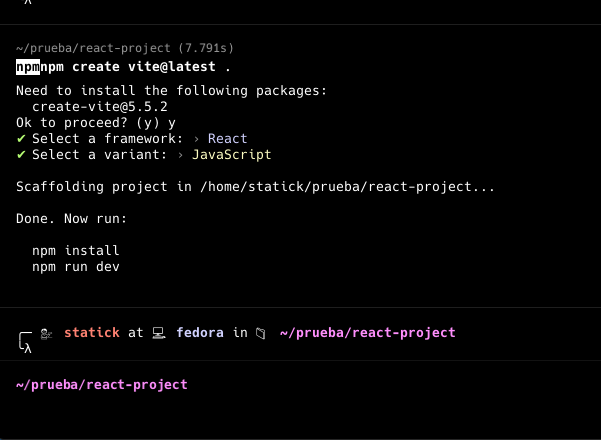 λ
~/prueba/react-project (7.791s)
npmnpm create vite@latest .
Need to install the following packages:
create-vite@5.5.2
Ok to proceed? (y) y
✔ Select a framework: › React
✔ Select a variant: › JavaScript
Scaffolding project in /home/statick/prueba/react-project...
Done. Now run:
npm install
npm run dev
statick at 💻 fedora in 📁 ~/prueba/react-project
λ
~/prueba/react-project